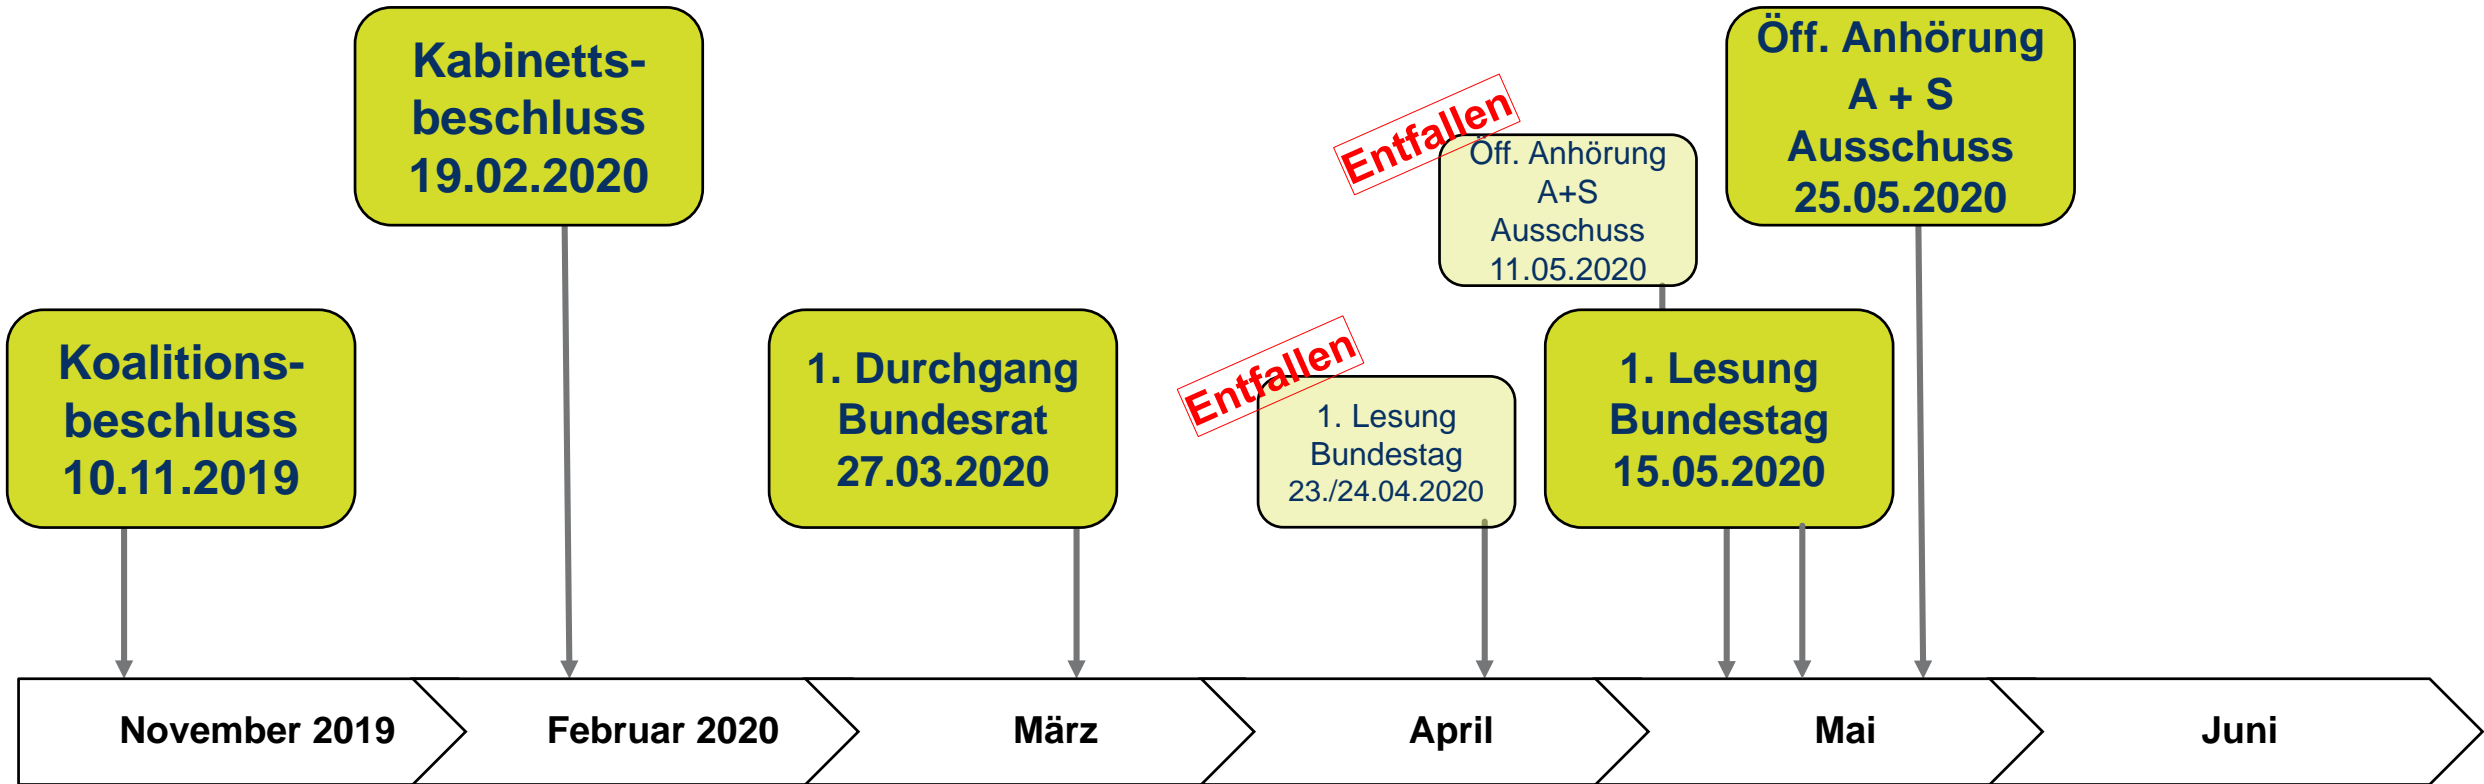 Kabinetts-
beschluss
19.02.2020
Öff. Anhörung
A + S
Ausschuss
25.05.2020
Entfallen
Öff. Anhörung
A+S
Ausschuss
11.05.2020
Koalitions-
beschluss
10.11.2019
1. Durchgang
Bundesrat
27.03.2020
Entfallen
1. Lesung
Bundestag
23./24.04.2020
1. Lesung
Bundestag
15.05.2020
November 2019
Februar 2020
März
April
Mai
Juni